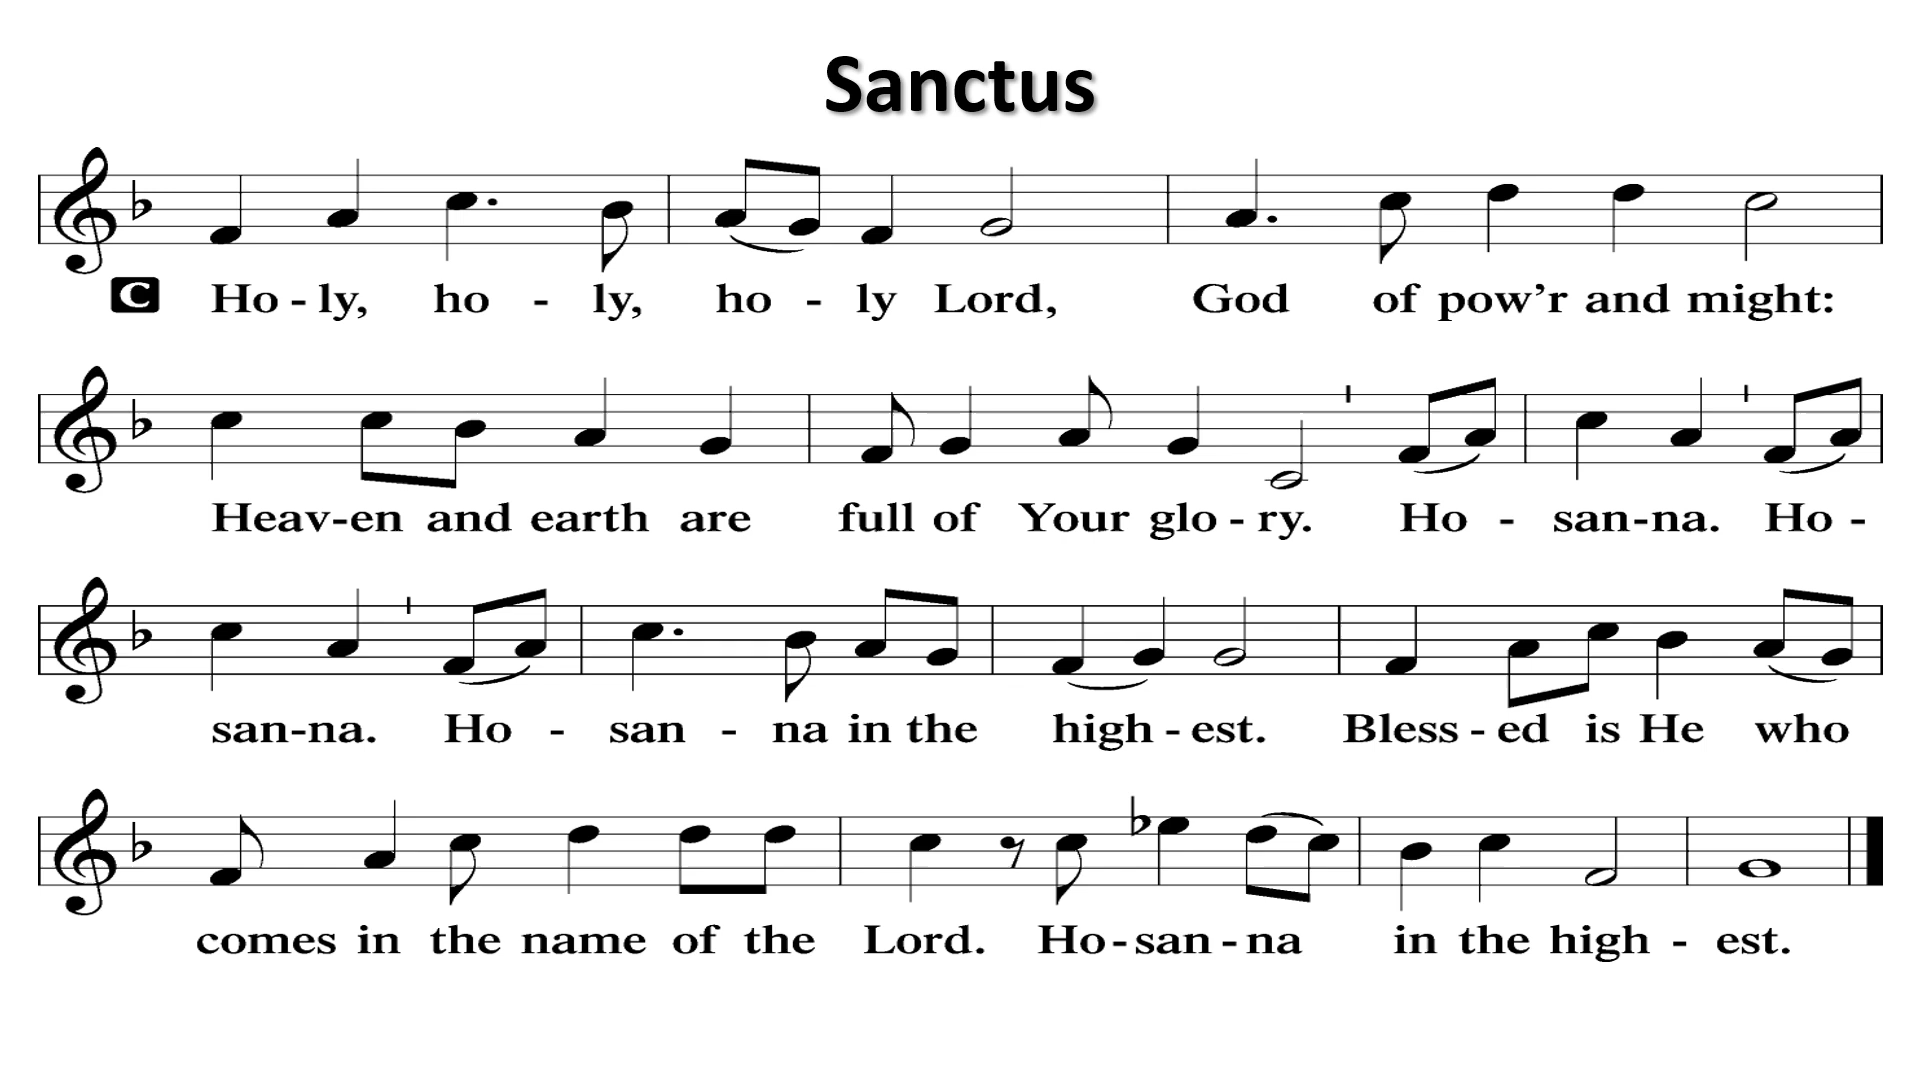 Sanctus
C Ho - ly, ho - ly, ho - ly Lord, God of pow’r and might:
Heav-en and earth are full of Your glo - ry. Ho - san-na. Ho -
san-na. Ho - san - na in the high - est. Bless - ed is He who
comes in the name of the Lord. Ho - san - na in the high - est.